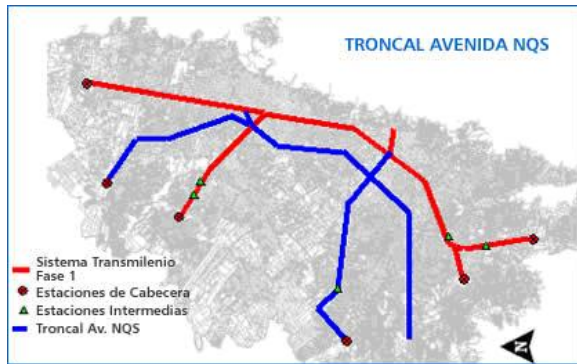 TRONCAL AVENIDA NQS
Sistema Transmilenio
Fase 1
Estaciones de Cabecera
Estaciones Intermedias
Troncal Av. NQS
N